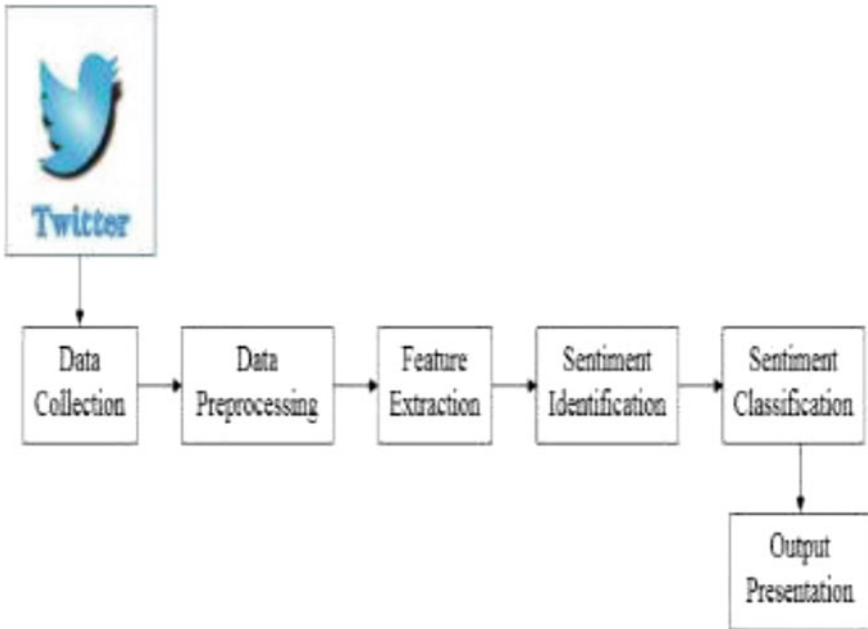 Twitter
Data
Collection
Data
Preprocessing
Feature
Extraction
Sentiment
Identification
Sentiment
Classification
Output
Presentation